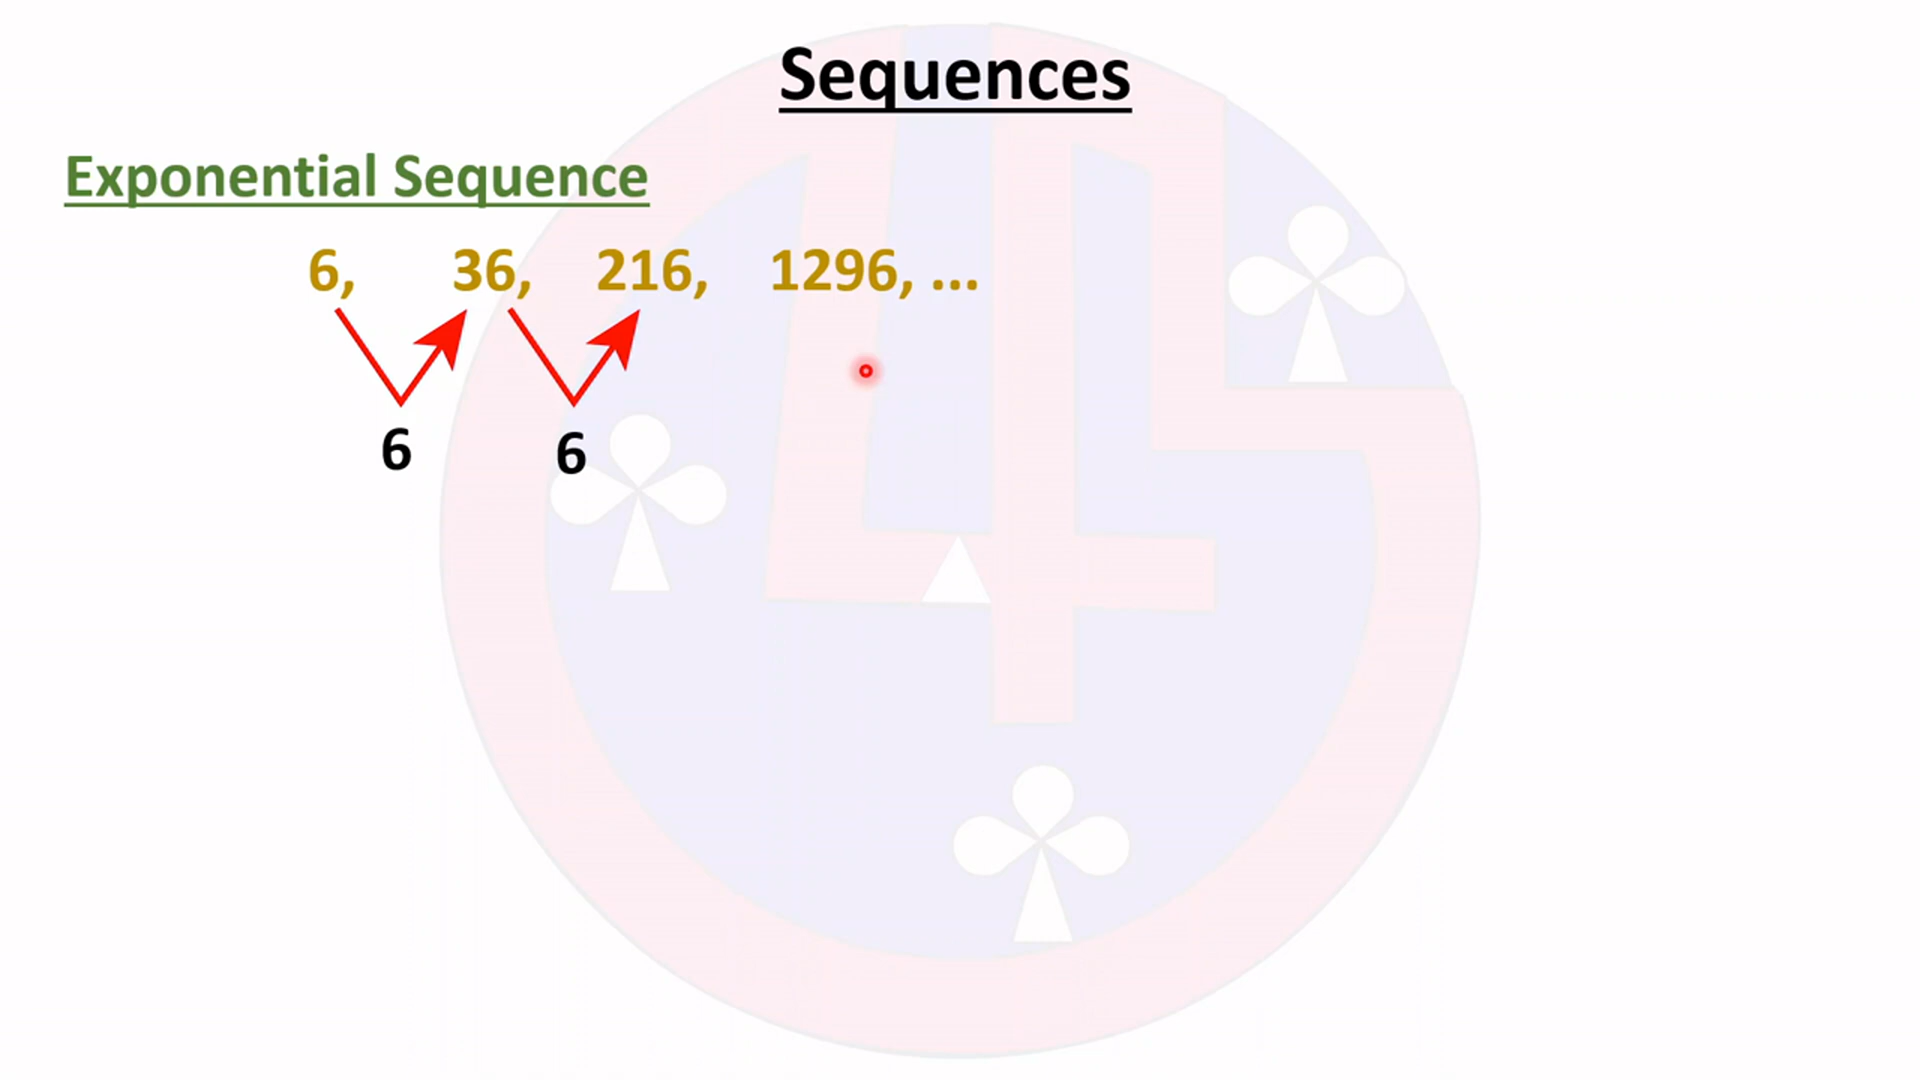 Sequences
Exponential Sequence
6, 36, 216, 1296, ...
6 6